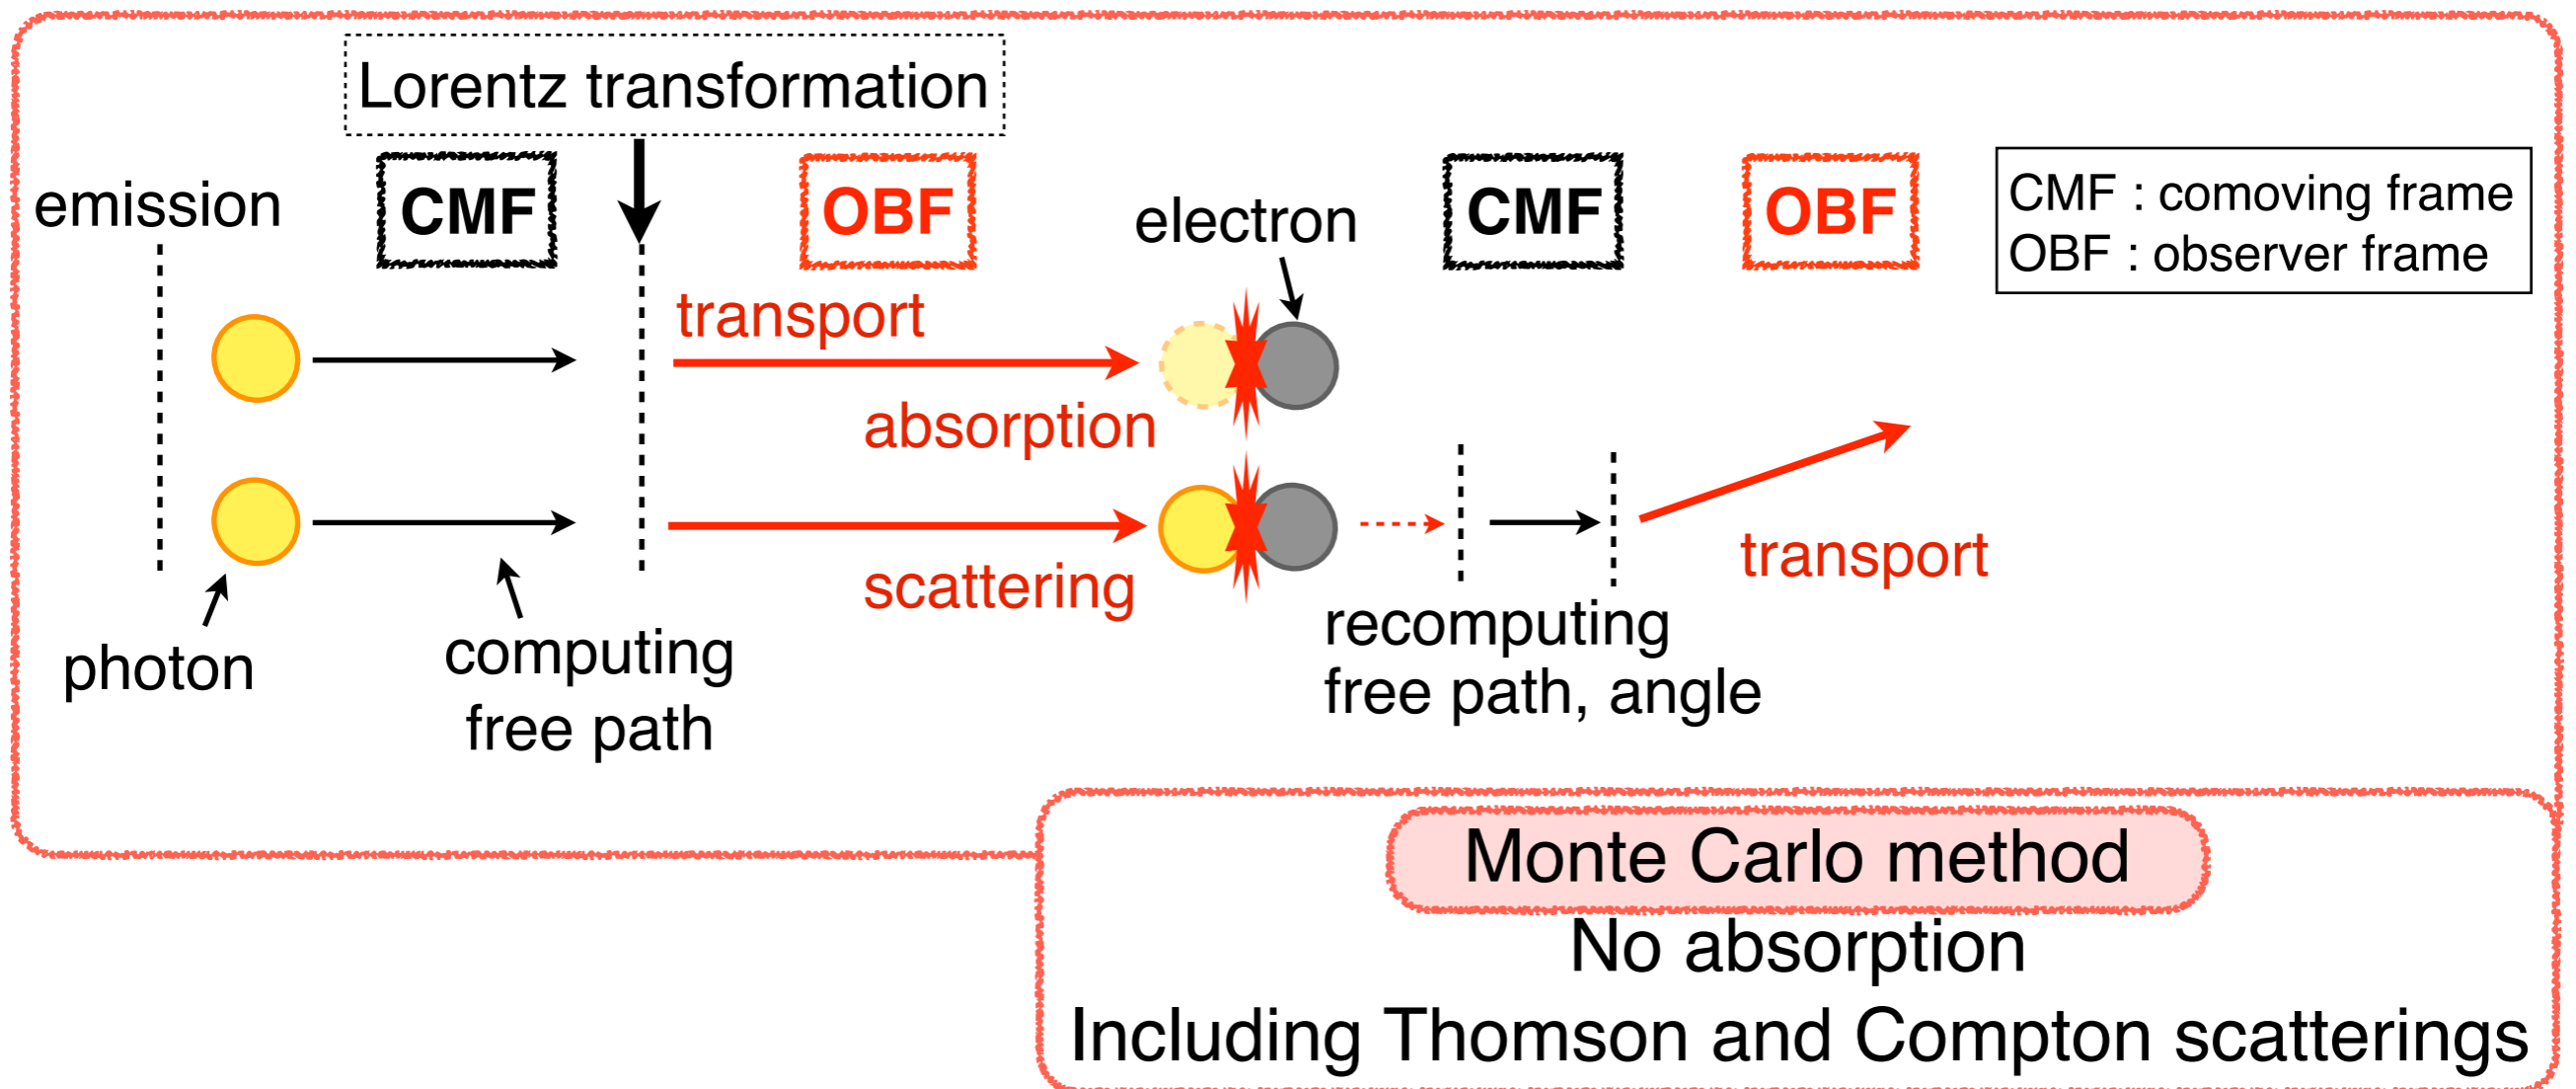 Lorentz transformation
emission
CMF
OBF
electron
CMF
OBF
CMF : comoving frame
OBF : observer frame
transport
absorption
scattering
transport
photon
computing
free path
recomputing
free path, angle
Monte Carlo method
No absorption
Including Thomson and Compton scatterings